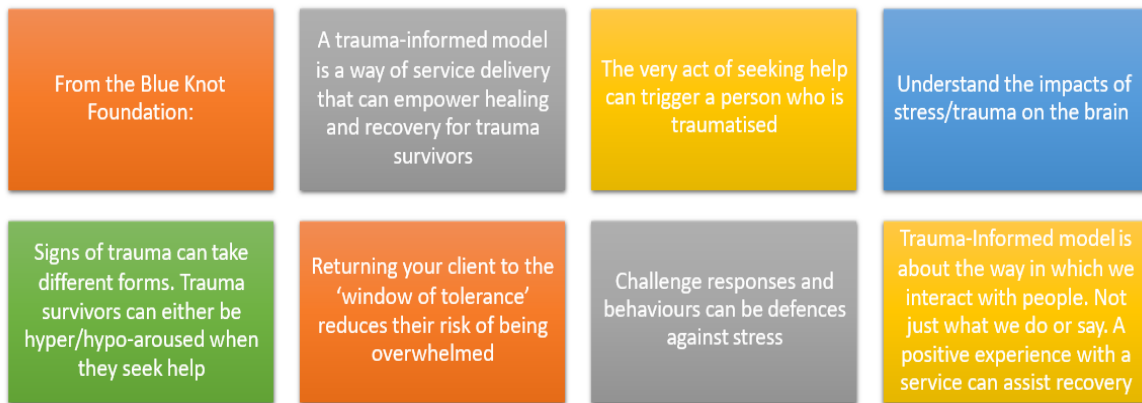 From the Blue Knot
Foundation:
A trauma-informed model
is a way of service delivery
that can empower healing
and recovery for trauma
survivors
The very act of seeking help
can trigger a person who is
traumatised
Understand the impacts of
stress/trauma on the brain
Signs of trauma can take
different forms. Trauma
survivors can either be
hyper/hypo-aroused when
they seek help
Returning your client to the
‘window of tolerance’
reduces their risk of being
overwhelmed
Challenge responses and
behaviours can be defences
against stress
Trauma-Informed model is
about the way in which we
interact with people. Not
just what we do or say. A
positive experience with a
service can assist recovery